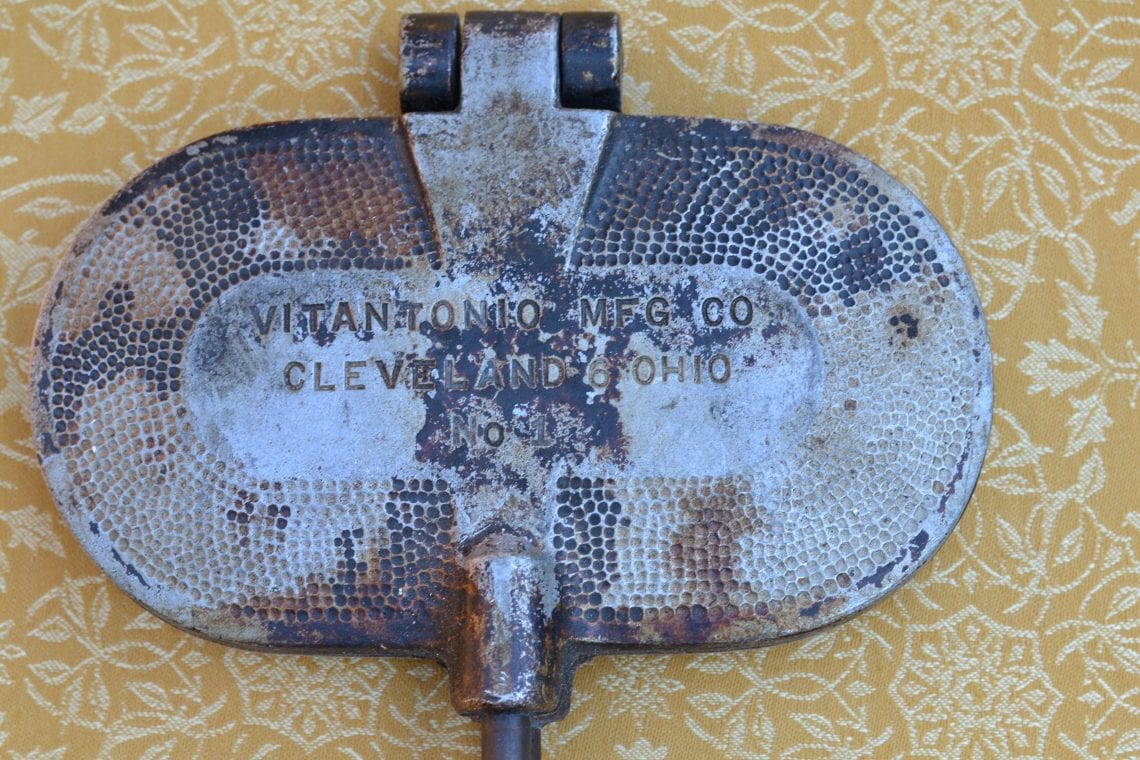 VITANTONIO MFG CO
CLEVELAND 6 OHIO
No 1